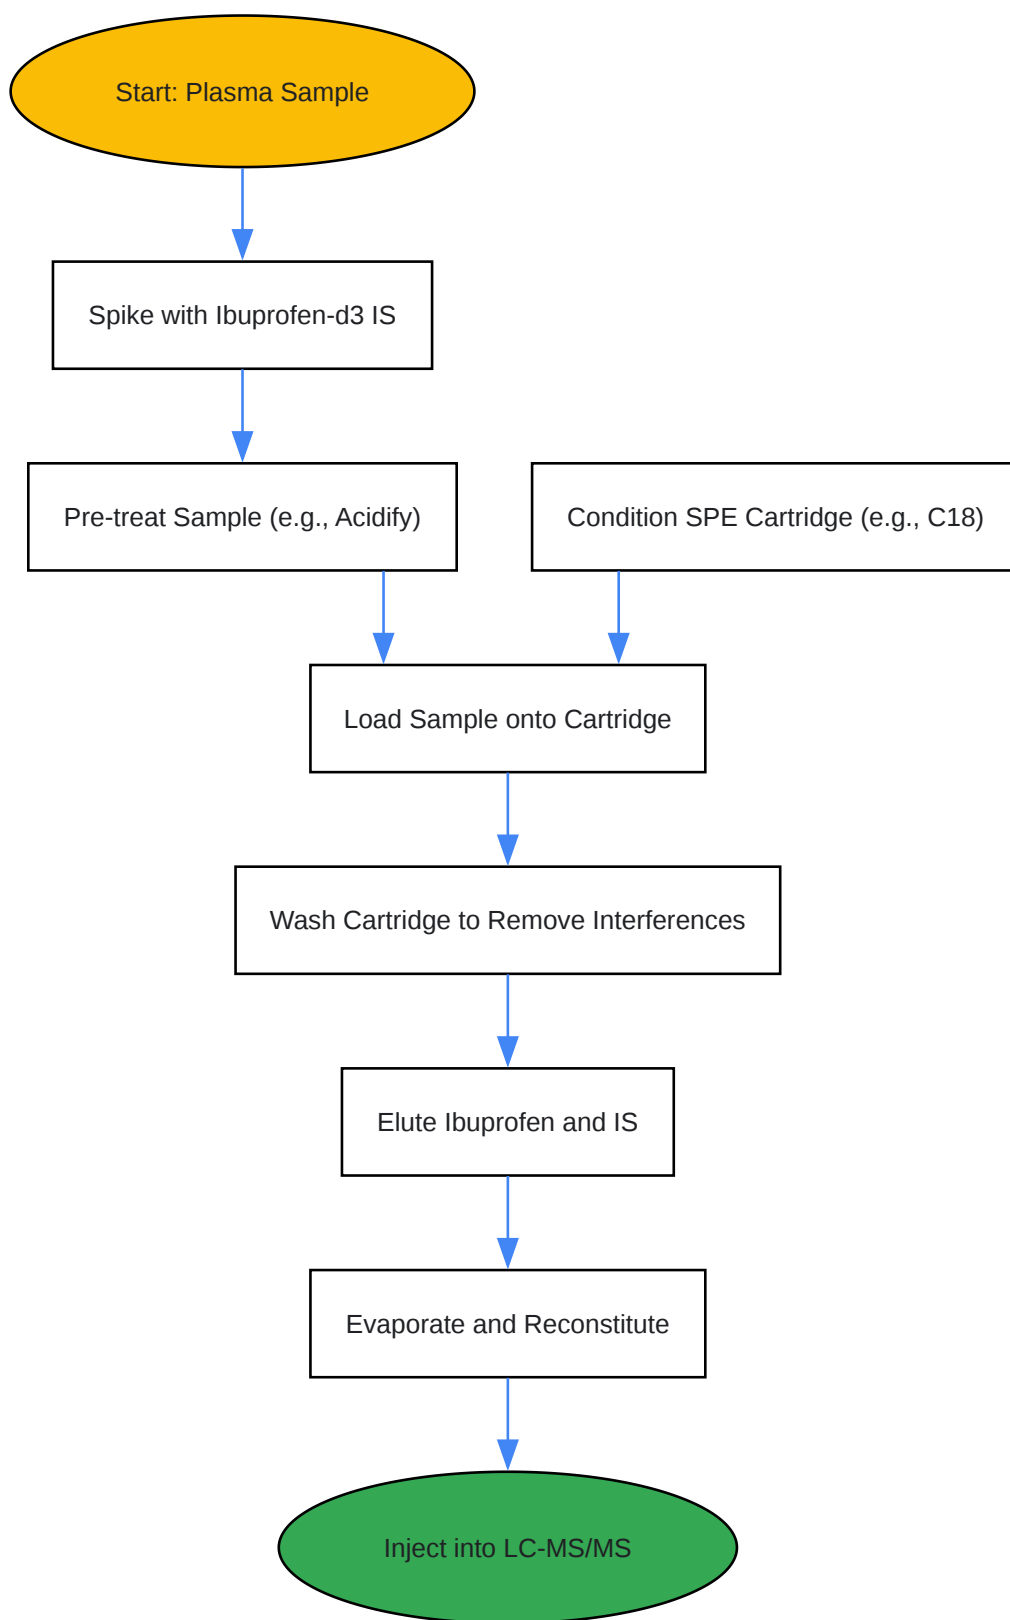 Start: Plasma Sample
Spike with Ibuprofen-d3 IS
Pre-treat Sample (e.g., Acidify)
Condition SPE Cartridge (e.g., C18)
Load Sample onto Cartridge
Wash Cartridge to Remove Interferences
Elute Ibuprofen and IS
Evaporate and Reconstitute
Inject into LC-MS/MS